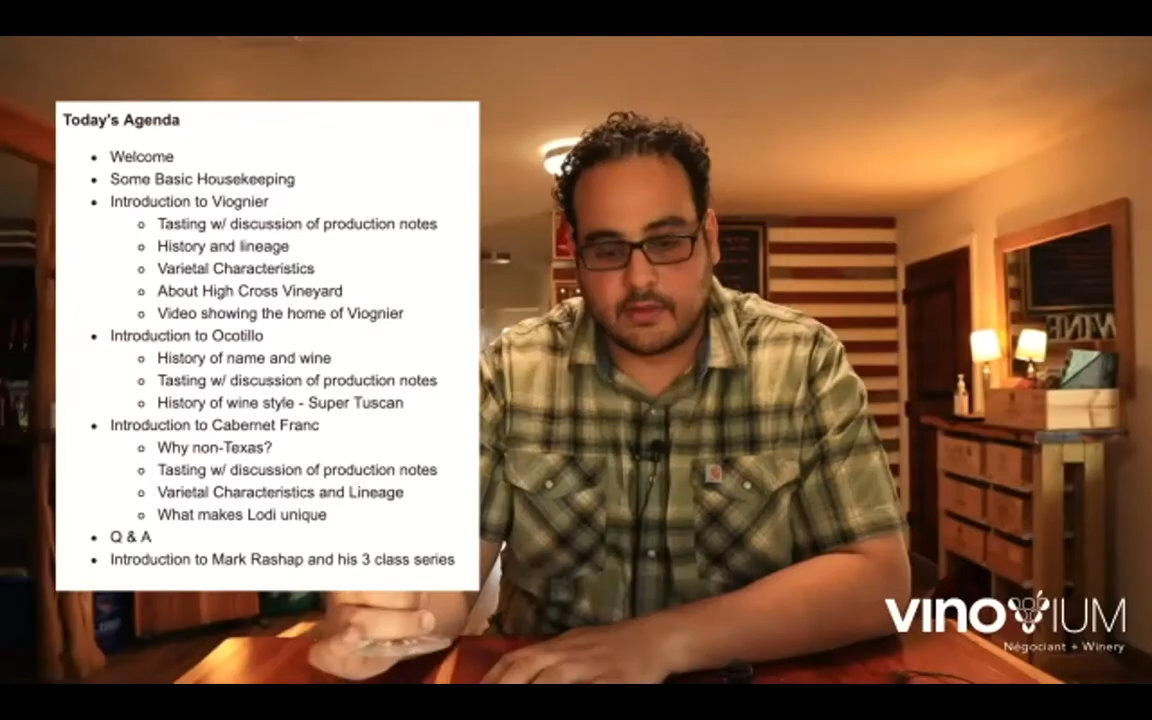 Today's Agenda
• Welcome
• Some Basic Housekeeping
• Introduction to Viognier
o Tasting w/ discussion of production notes
o History and lineage
o Varietal Characteristics
o About High Cross Vineyard
o Video showing the home of Viognier
• Introduction to Ocotillo
o History of name and wine
o Tasting w/ discussion of production notes
o History of wine style - Super Tuscan
• Introduction to Cabernet Franc
o Why non-Texas?
o Tasting w/ discussion of production notes
o Varietal Characteristics and Lineage
o What makes Lodi unique
• Q & A
• Introduction to Mark Rashap and his 3 class series
WINE
vinoVIUM
Négociant + Winery